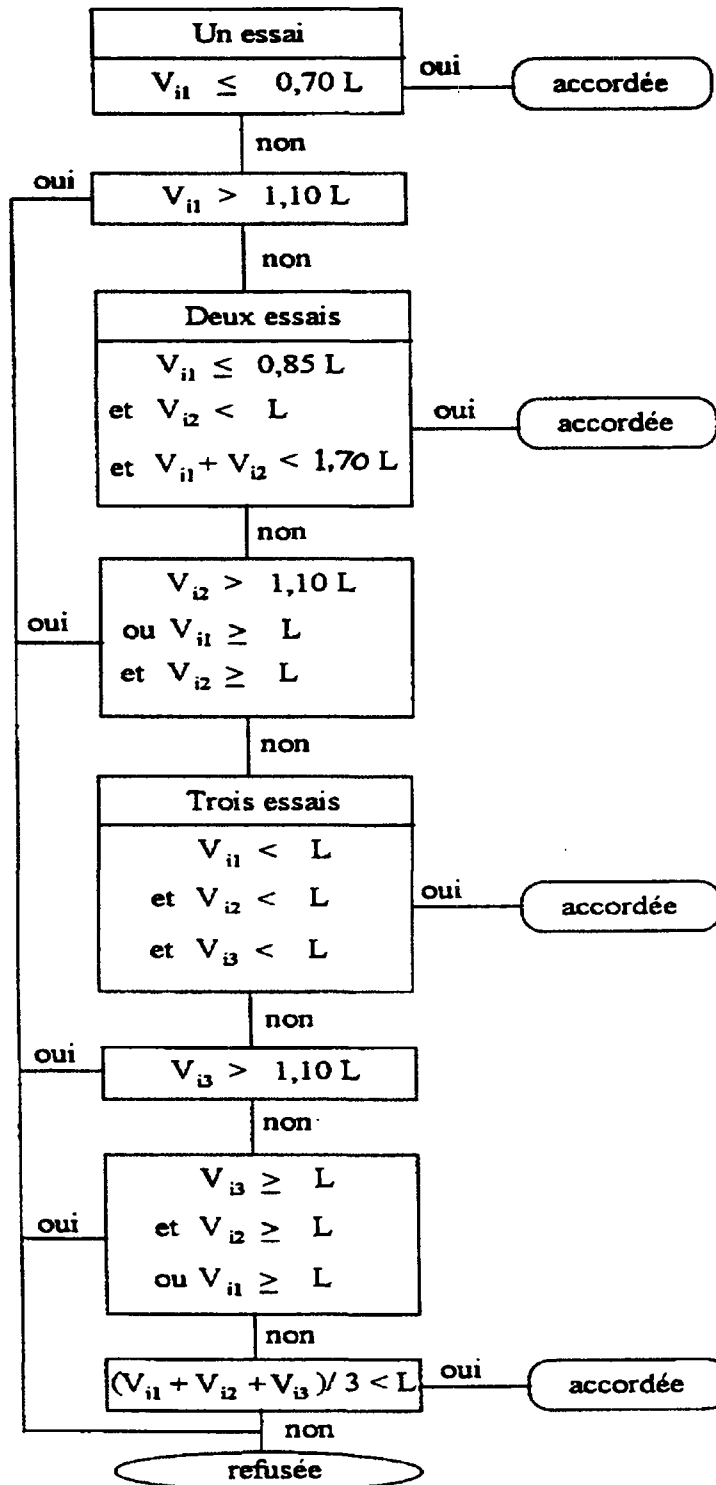 Un essai
V_i1 ≤ 0,70 L
oui
accordée
non
oui
V_i1 > 1,10 L
non
Deux essais
V_i1 ≤ 0,85 L
et V_i2 < L
et V_i1 + V_i2 < 1,70 L
oui
accordée
non
V_i2 > 1,10 L
oui
ou V_i1 ≥ L
et V_i2 ≥ L
non
Trois essais
V_i1 < L
et V_i2 < L
et V_i3 < L
oui
accordée
non
oui
V_i3 > 1,10 L
non
V_i3 ≥ L
oui
et V_i2 ≥ L
ou V_i1 ≥ L
non
(V_i1 + V_i2 + V_i3)/ 3 < L
oui
accordée
non
refusée